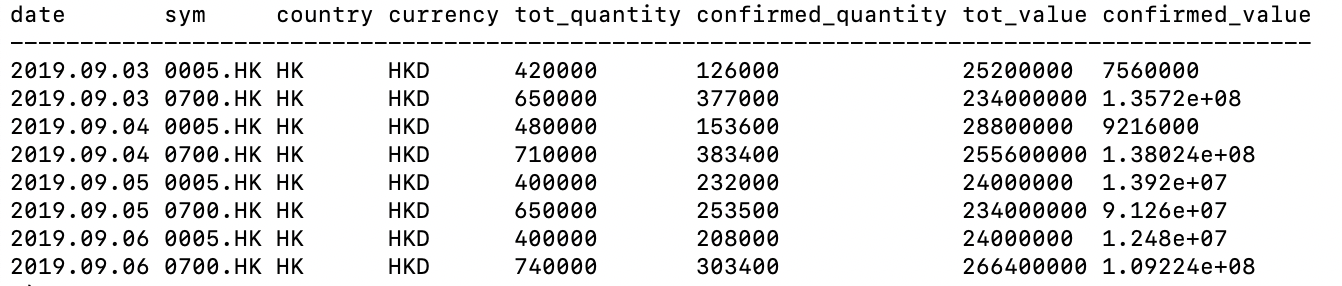 date       sym     country currency tot_quantity confirmed_quantity tot_value confirmed_value
---------------------------------------------------------------------------------------------
2019.09.03 0005.HK HK      HKD      420000       126000             25200000  7560000
2019.09.03 0700.HK HK      HKD      650000       377000             234000000 1.3572e+08
2019.09.04 0005.HK HK      HKD      480000       153600             28800000  9216000
2019.09.04 0700.HK HK      HKD      710000       383400             255600000 1.38024e+08
2019.09.05 0005.HK HK      HKD      400000       232000             24000000  1.392e+07
2019.09.05 0700.HK HK      HKD      650000       253500             234000000 9.126e+07
2019.09.06 0005.HK HK      HKD      400000       208000             24000000  1.248e+07
2019.09.06 0700.HK HK      HKD      740000       303400             266400000 1.09224e+08